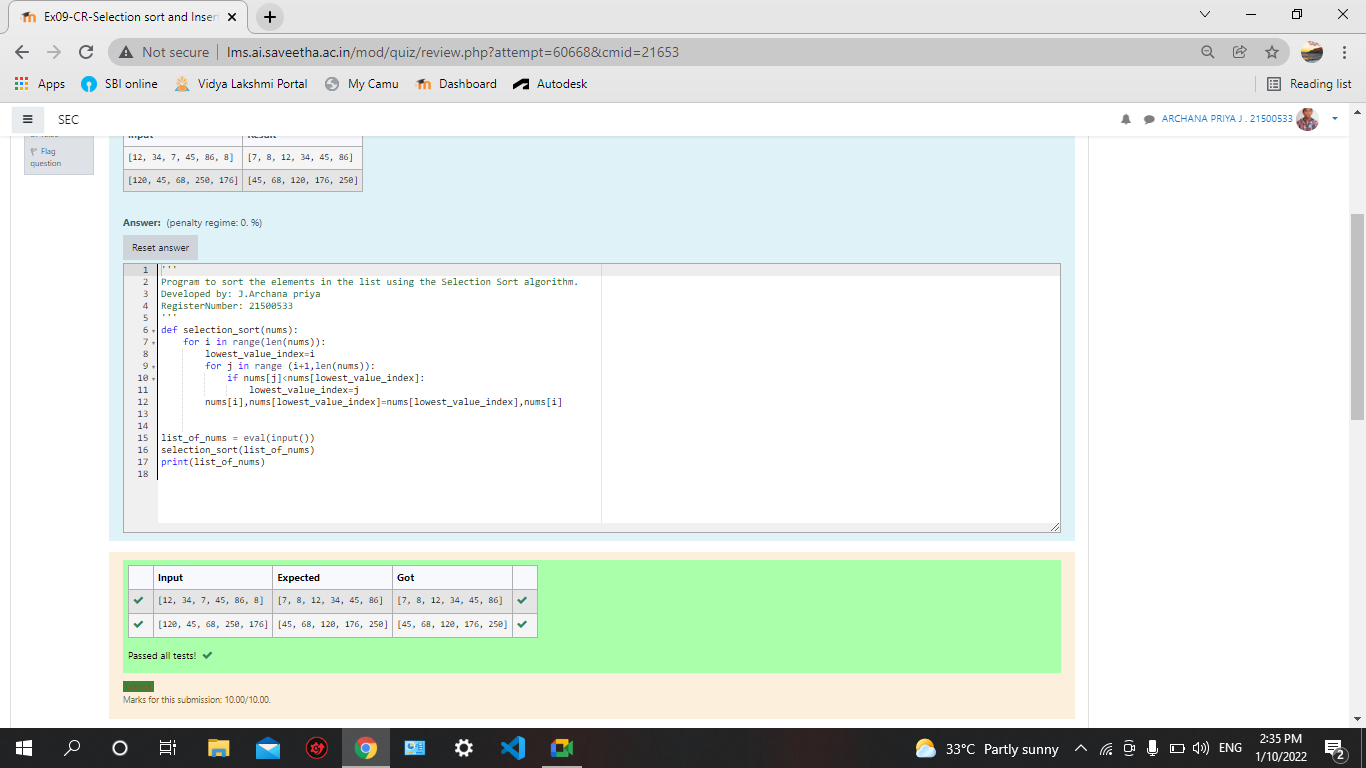 Ex09-CR-Selection sort and Inser
Not secure | lms.ai.saveetha.ac.in/mod/quiz/review.php?attempt=60668&cmid=21653
Apps SBI online Vidya Lakshmi Portal My Camu Dashboard Autodesk Reading list
SEC ARCHANA PRIYA J . 21500533
Flag
question
Input Result
[12, 34, 7, 45, 86, 8] [7, 8, 12, 34, 45, 86]
[120, 45, 68, 250, 176] [45, 68, 120, 176, 250]
Answer: (penalty regime: 0. %)
Reset answer
1 '''
2 Program to sort the elements in the list using the Selection Sort algorithm.
3 Developed by: J.Archana priya
4 RegisterNumber: 21500533
5 '''
6 def selection_sort(nums):
7 for i in range(len(nums)):
8 lowest_value_index=i
9 for j in range (i+1,len(nums)):
10 if nums[j]<nums[lowest_value_index]:
11 lowest_value_index=j
12 nums[i],nums[lowest_value_index]=nums[lowest_value_index],nums[i]
13
14
15 list_of_nums = eval(input())
16 selection_sort(list_of_nums)
17 print(list_of_nums)
18
Input Expected Got
[12, 34, 7, 45, 86, 8] [7, 8, 12, 34, 45, 86] [7, 8, 12, 34, 45, 86]
[120, 45, 68, 250, 176] [45, 68, 120, 176, 250] [45, 68, 120, 176, 250]
Passed all tests!
Marks for this submission: 10.00/10.00.
33°C Partly sunny ENG 2:35 PM
1/10/2022
2